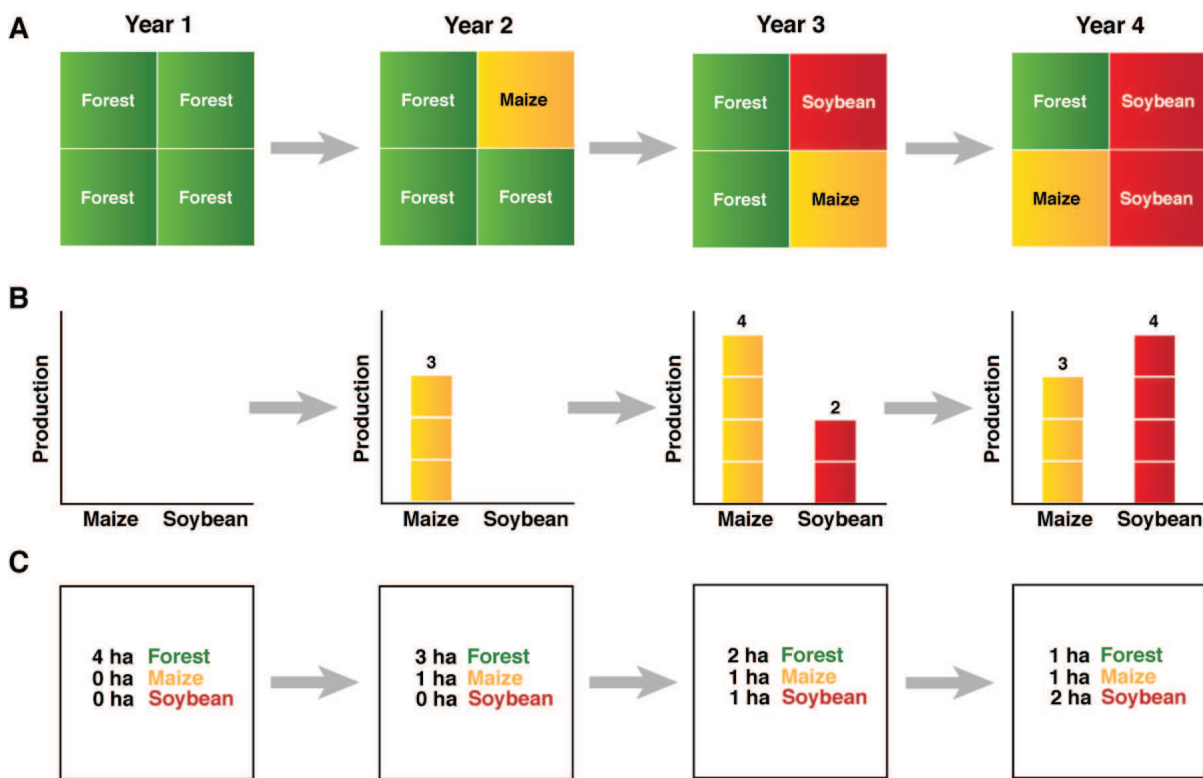 A
Year 1
Year 2
Year 3
Year 4
Forest Forest
Forest Forest
Forest Maize
Forest Forest
Forest Soybean
Forest Maize
Forest Soybean
Maize Soybean
B
Production
Maize Soybean
Production
3
Maize Soybean
Production
4
2
Maize Soybean
Production
3
4
Maize Soybean
C
4 ha Forest
0 ha Maize
0 ha Soybean
3 ha Forest
1 ha Maize
0 ha Soybean
2 ha Forest
1 ha Maize
1 ha Soybean
1 ha Forest
1 ha Maize
2 ha Soybean